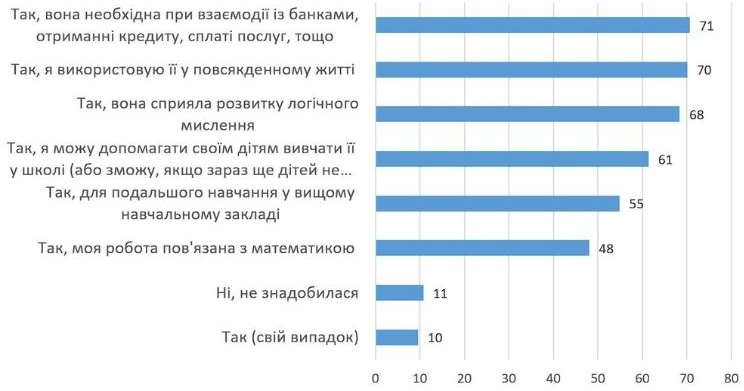 Так, вона необхідна при взаємодії із банками,
отриманні кредиту, сплаті послуг, тощо
71
Так, я використовую її у повсякденному житті
70
Так, вона сприяла розвитку логічного
мислення
68
Так, я можу допомагати своїм дітям вивчати її
у школі (або зможу, якщо зараз ще дітей не...
61
Так, для подальшого навчання у вищому
навчальному закладі
55
Так, моя робота пов'язана з математикою
48
Ні, не знадобилася
11
Так (свій випадок)
10
0 10 20 30 40 50 60 70 80